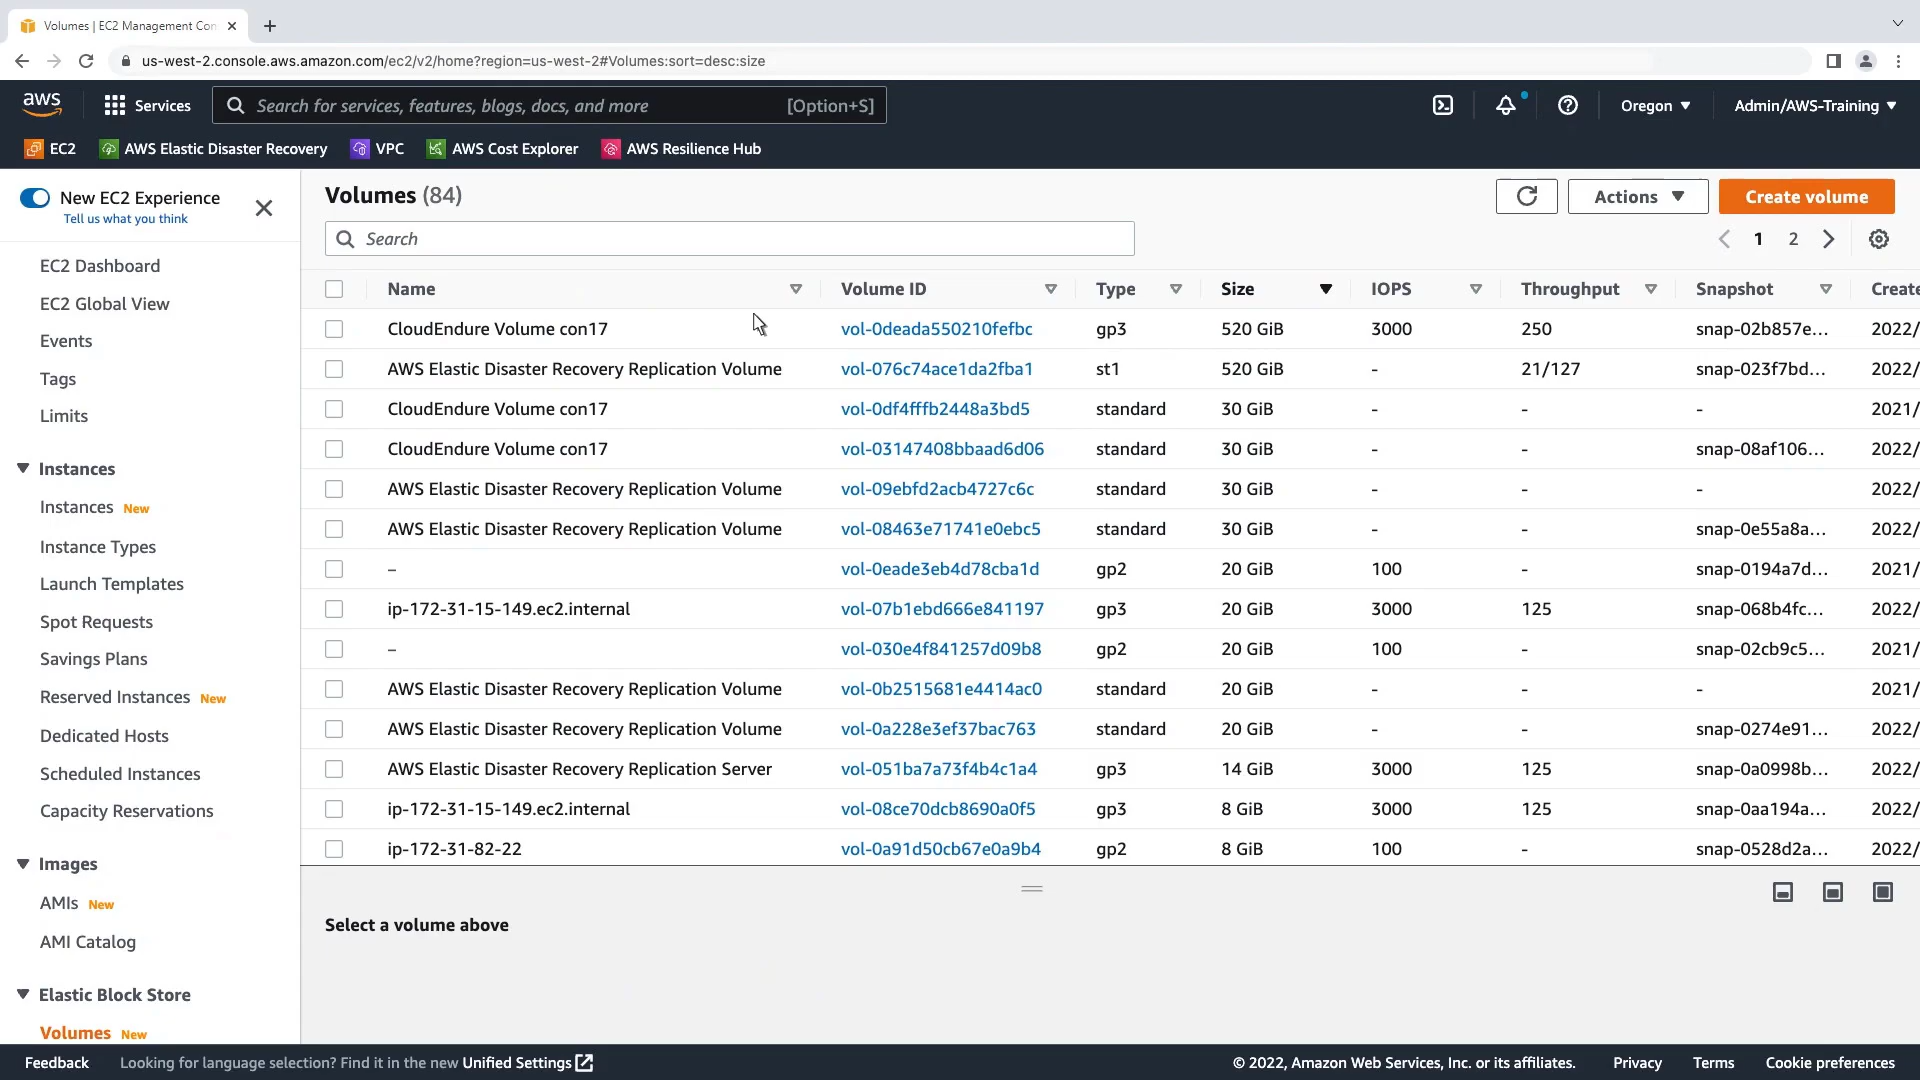 Volumes | EC2 Management Con
us-west-2.console.aws.amazon.com/ec2/v2/home?region=us-west-2#Volumes:sort=desc:size
aws
Services
Search for services, features, blogs, docs, and more
[Option+S]
Oregon
Admin/AWS-Training
EC2
AWS Elastic Disaster Recovery
VPC
AWS Cost Explorer
AWS Resilience Hub
New EC2 Experience
Tell us what you think
EC2 Dashboard
EC2 Global View
Events
Tags
Limits
Instances
Instances New
Instance Types
Launch Templates
Spot Requests
Savings Plans
Reserved Instances New
Dedicated Hosts
Scheduled Instances
Capacity Reservations
Images
AMIs New
AMI Catalog
Elastic Block Store
Volumes New
Volumes (84)
Actions
Create volume
Search
1 2
Name Volume ID Type Size IOPS Throughput Snapshot Create
CloudEndure Volume con17 vol-0deada550210fefbc gp3 520 GiB 3000 250 snap-02b857e... 2022/
AWS Elastic Disaster Recovery Replication Volume vol-076c74ace1da2fba1 st1 520 GiB - 21/127 snap-023f7bd... 2022/
CloudEndure Volume con17 vol-0df4fffb2448a3bd5 standard 30 GiB - - - 2021/
CloudEndure Volume con17 vol-03147408bbaad6d06 standard 30 GiB - - snap-08af106... 2022/
AWS Elastic Disaster Recovery Replication Volume vol-09ebfd2acb4727c6c standard 30 GiB - - - 2022/
AWS Elastic Disaster Recovery Replication Volume vol-08463e71741e0ebc5 standard 30 GiB - - snap-0e55a8a... 2022/
– vol-0eade3eb4d78cba1d gp2 20 GiB 100 - snap-0194a7d... 2021/
ip-172-31-15-149.ec2.internal vol-07b1ebd666e841197 gp3 20 GiB 3000 125 snap-068b4fc... 2022/
– vol-030e4f841257d09b8 gp2 20 GiB 100 - snap-02cb9c5... 2021/
AWS Elastic Disaster Recovery Replication Volume vol-0b2515681e4414ac0 standard 20 GiB - - - 2021/
AWS Elastic Disaster Recovery Replication Volume vol-0a228e3ef37bac763 standard 20 GiB - - snap-0274e91... 2022/
AWS Elastic Disaster Recovery Replication Server vol-051ba7a73f4b4c1a4 gp3 14 GiB 3000 125 snap-0a0998b... 2022/
ip-172-31-15-149.ec2.internal vol-08ce70dcb8690a0f5 gp3 8 GiB 3000 125 snap-0aa194a... 2022/
ip-172-31-82-22 vol-0a91d50cb67e0a9b4 gp2 8 GiB 100 - snap-0528d2a... 2022/
Select a volume above
Feedback
Looking for language selection? Find it in the new Unified Settings
© 2022, Amazon Web Services, Inc. or its affiliates.
Privacy
Terms
Cookie preferences